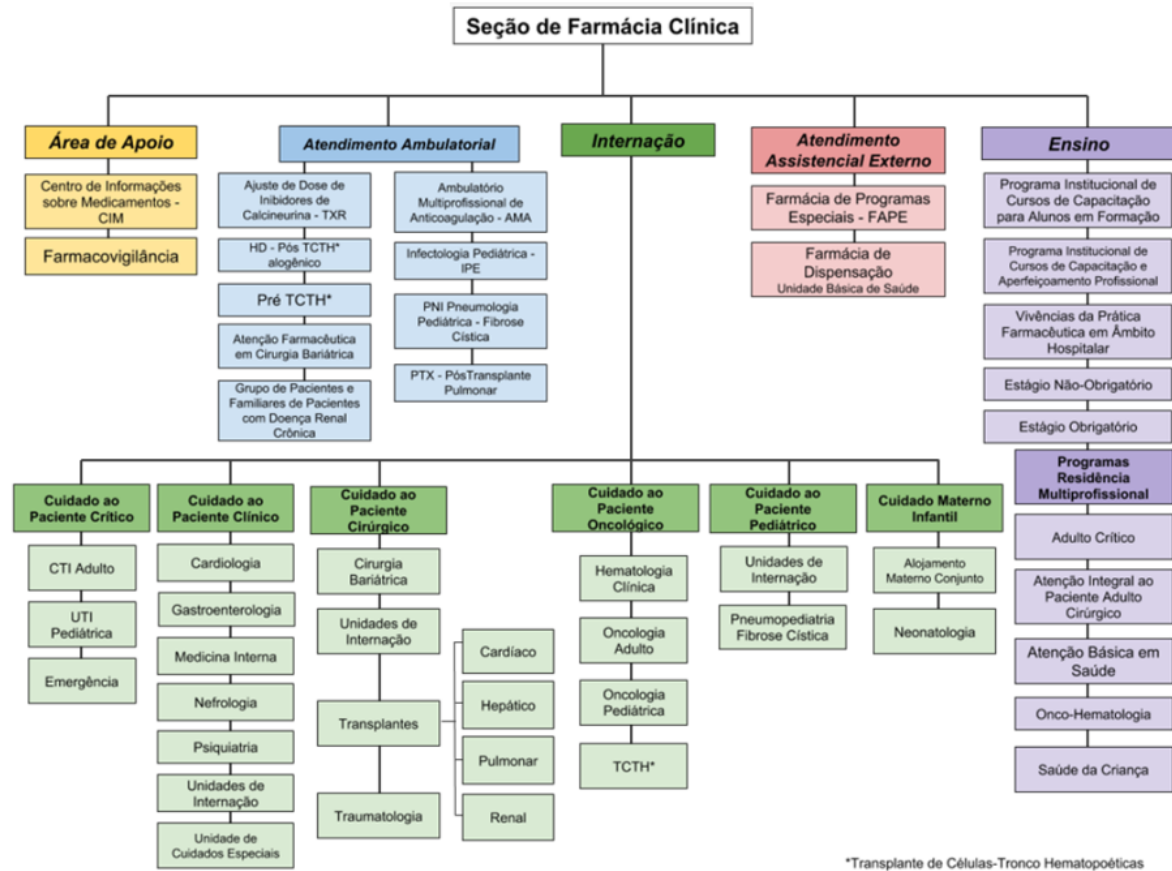 Seção de Farmácia Clínica
Área de Apoio
Centro de Informações
sobre Medicamentos -
CIM
Farmacovigilância
Atendimento Ambulatorial
Ajuste de Dose de
Inibidores de
Calcineurina - TXR
HD - Pós TCTH*
alogênico
Pré TCTH*
Atenção Farmacêutica
em Cirurgia Bariátrica
Grupo de Pacientes e
Familiares de Pacientes
com Doença Renal
Crônica
Ambulatório
Multiprofissional de
Anticoagulação - AMA
Infectologia Pediátrica -
IPE
PNI Pneumologia
Pediátrica - Fibrose
Cística
PTX - PósTransplante
Pulmonar
Internação
Atendimento
Assistencial Externo
Farmácia de Programas
Especiais - FAPE
Farmácia de
Dispensação
Unidade Básica de Saúde
Ensino
Programa Institucional de
Cursos de Capacitação
para Alunos em Formação
Programa Institucional de
Cursos de Capacitação e
Aperfeiçoamento Profissional
Vivências da Prática
Farmacêutica em Âmbito
Hospitalar
Estágio Não-Obrigatório
Estágio Obrigatório
Programas
Residência
Multiprofissional
Adulto Crítico
Atenção Integral ao
Paciente Adulto
Cirúrgico
Atenção Básica em
Saúde
Onco-Hematologia
Saúde da Criança
Cuidado ao
Paciente Crítico
CTI Adulto
UTI
Pediátrica
Emergência
Cuidado ao
Paciente Clínico
Cardiologia
Gastroenterologia
Medicina Interna
Nefrologia
Psiquiatria
Unidades de
Internação
Unidade de
Cuidados Especiais
Cuidado ao
Paciente
Cirúrgico
Cirurgia
Bariátrica
Unidades de
Internação
Transplantes
Traumatologia
Cardíaco
Hepático
Pulmonar
Renal
Cuidado ao
Paciente
Oncológico
Hematologia
Clínica
Oncologia
Adulto
Oncologia
Pediátrica
TCTH*
Cuidado ao
Paciente
Pediátrico
Unidades de
Internação
Pneumopediatria
Fibrose Cística
Cuidado Materno
Infantil
Alojamento
Materno Conjunto
Neonatologia
*Transplante de Células-Tronco Hematopoéticas